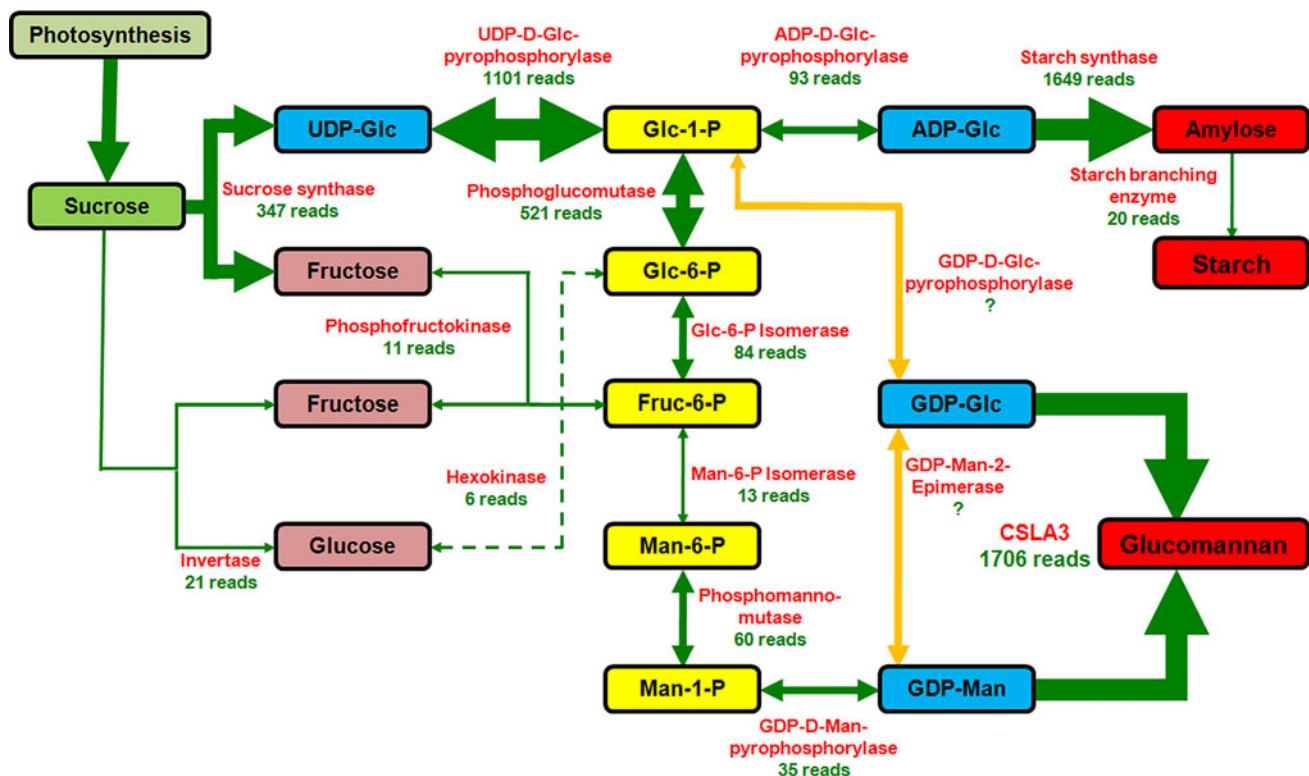 Photosynthesis
UDP-D-Glc-
pyrophosphorylase
1101 reads
ADP-D-Glc-
pyrophosphorylase
93 reads
Starch synthase
1649 reads
UDP-Glc
Glc-1-P
ADP-Glc
Amylose
Sucrose
Sucrose synthase
347 reads
Phosphoglucomutase
521 reads
Starch branching
enzyme
20 reads
Fructose
Glc-6-P
GDP-D-Glc-
pyrophosphorylase
?
Starch
Phosphofructokinase
11 reads
Glc-6-P Isomerase
84 reads
Fructose
Fruc-6-P
GDP-Glc
Hexokinase
6 reads
Man-6-P Isomerase
13 reads
GDP-Man-2-
Epimerase
?
Invertase
21 reads
Glucose
Man-6-P
CSLA3
1706 reads
Glucomannan
Phosphomanno-
mutase
60 reads
Man-1-P
GDP-Man
GDP-D-Man-
pyrophosphorylase
35 reads